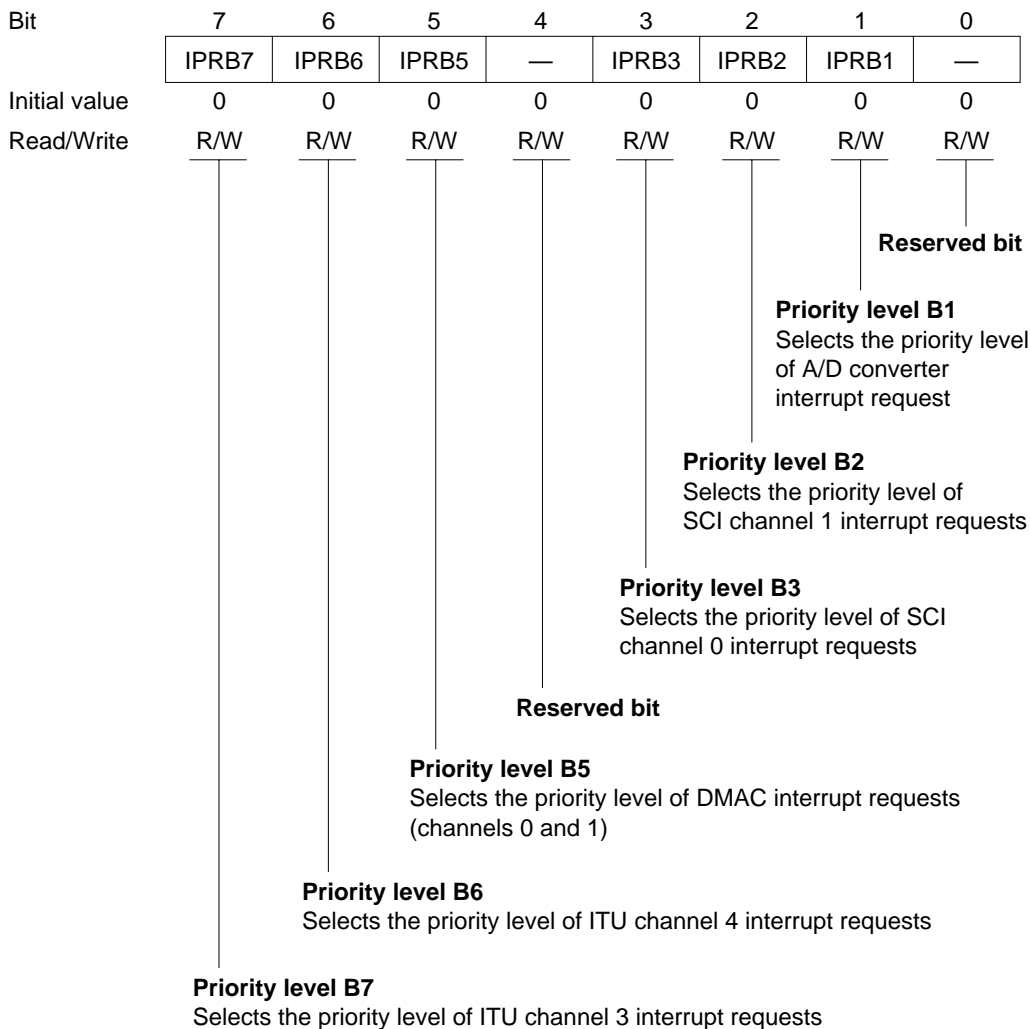 Bit 7 6 5 4 3 2 1 0
IPRB7 IPRB6 IPRB5 — IPRB3 IPRB2 IPRB1 —
Initial value 0 0 0 0 0 0 0 0
Read/Write R/W R/W R/W R/W R/W R/W R/W R/W
Reserved bit
Priority level B1
Selects the priority level
of A/D converter
interrupt request
Priority level B2
Selects the priority level of
SCI channel 1 interrupt requests
Priority level B3
Selects the priority level of SCI
channel 0 interrupt requests
Reserved bit
Priority level B5
Selects the priority level of DMAC interrupt requests
(channels 0 and 1)
Priority level B6
Selects the priority level of ITU channel 4 interrupt requests
Priority level B7
Selects the priority level of ITU channel 3 interrupt requests